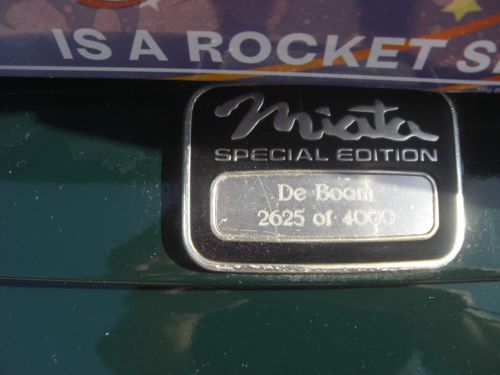 IS A ROCKET S
Miata
SPECIAL EDITION
De Boom
2625 of 4000